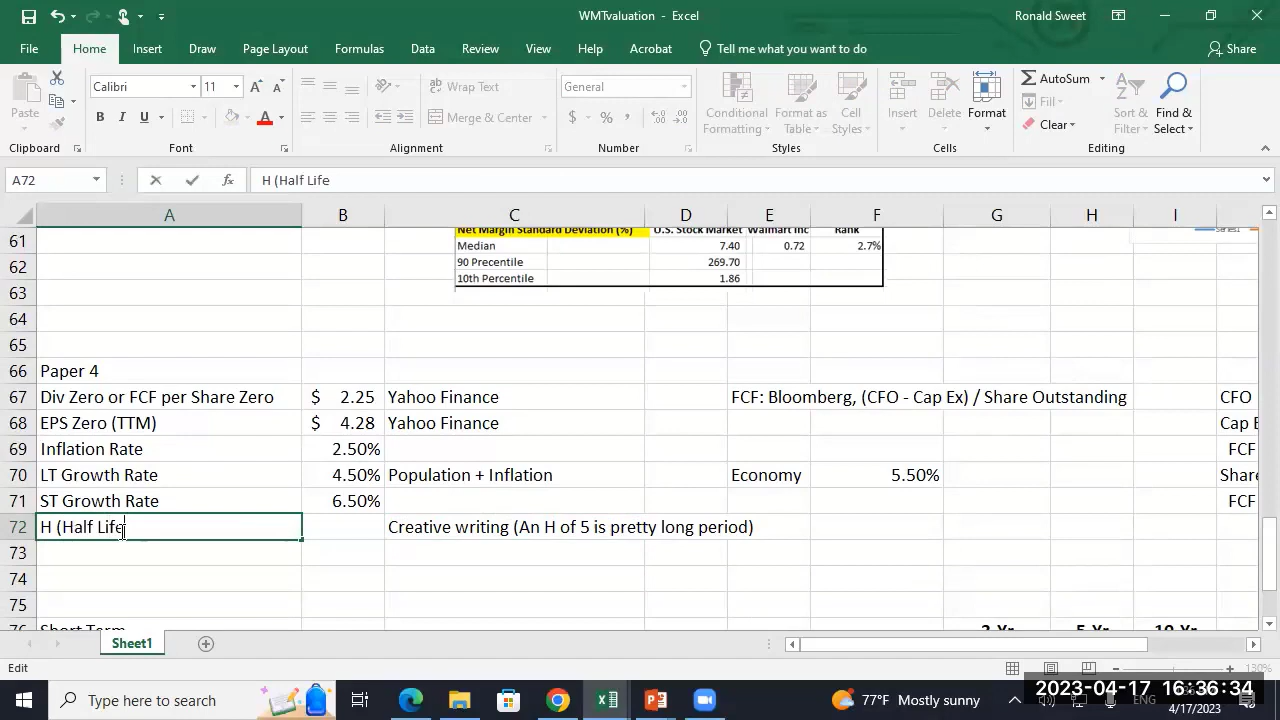 WMTvaluation - Excel
Ronald Sweet
File Home Insert Draw Page Layout Formulas Data Review View Help Acrobat Tell me what you want to do Share
Calibri 11 Wrap Text General AutoSum
Paste B I U Merge & Center $ % , Conditional Formatting Format as Table Cell Styles Insert Delete Format Fill Clear Sort & Filter Find & Select
Clipboard Font Alignment Number Styles Cells Editing
A72 fx H (Half Life
A B C D E F G H I
61 Net Margin Standard Deviation (%) U.S. Stock Market Walmart Inc Rank
Median 7.40 0.72 2.7%
62 90 Precentile 269.70
63 10th Percentile 1.86
64
65
66 Paper 4
67 Div Zero or FCF per Share Zero $ 2.25 Yahoo Finance FCF: Bloomberg, (CFO - Cap Ex) / Share Outstanding CFO
68 EPS Zero (TTM) $ 4.28 Yahoo Finance Cap E
69 Inflation Rate 2.50% FCF
70 LT Growth Rate 4.50% Population + Inflation Economy 5.50% Share
71 ST Growth Rate 6.50% FCF
72 H (Half Life Creative writing (An H of 5 is pretty long period)
73
74
75
76 Short Term 3 Yr 5 Yr 10 Yr
Sheet1
Edit 130%
Type here to search 77°F Mostly sunny ENG
2023-04-17 16:36:34
4/17/2023